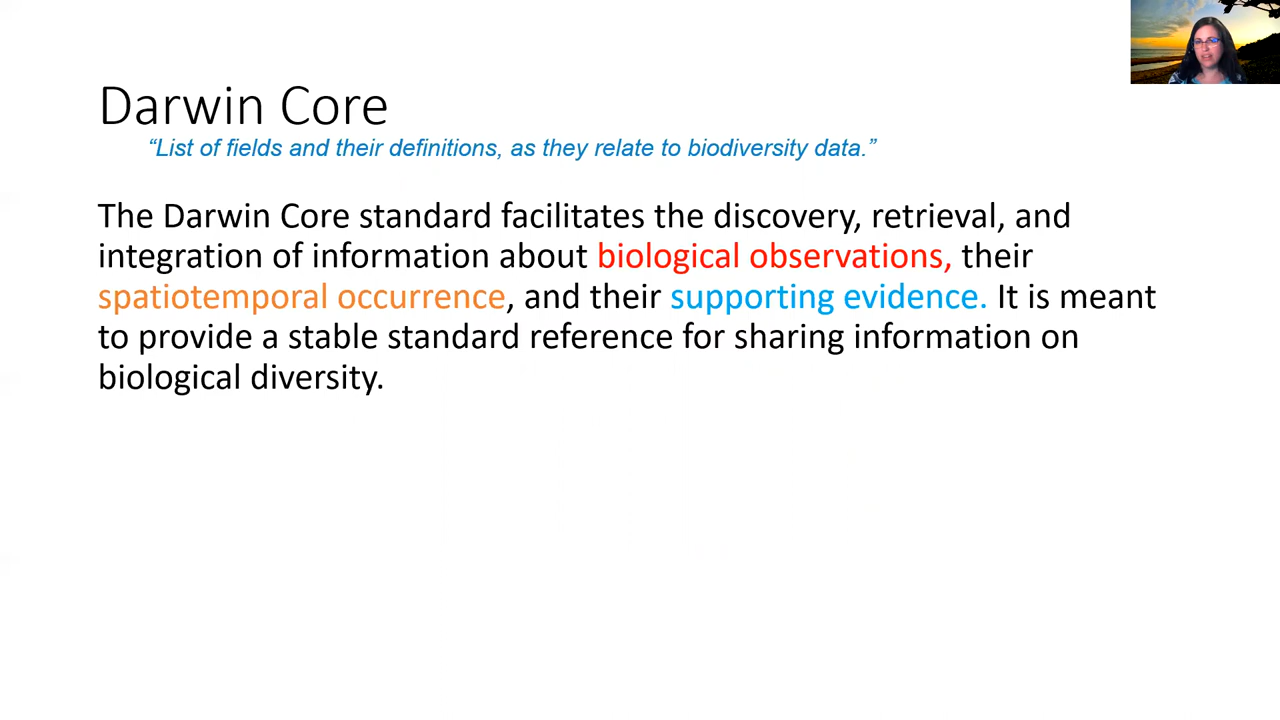 Darwin Core
“List of fields and their definitions, as they relate to biodiversity data.”
The Darwin Core standard facilitates the discovery, retrieval, and
integration of information about biological observations, their
spatiotemporal occurrence, and their supporting evidence. It is meant
to provide a stable standard reference for sharing information on
biological diversity.